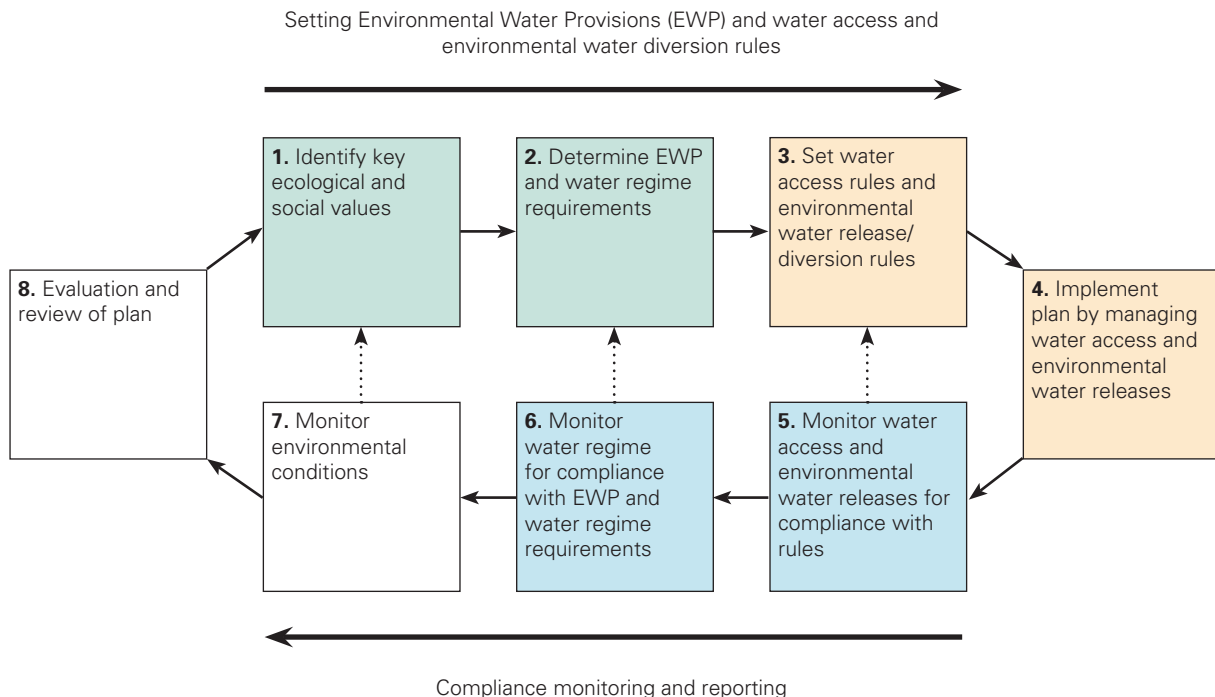 Setting Environmental Water Provisions (EWP) and water access and
environmental water diversion rules
1. Identify key
ecological and
social values
2. Determine EWP
and water regime
requirements
3. Set water
access rules and
environmental
water release/
diversion rules
4. Implement
plan by managing
water access and
environmental
water releases
5. Monitor water
access and
environmental
water releases for
compliance with
rules
6. Monitor
water regime
for compliance
with EWP and
water regime
requirements
7. Monitor
environmental
conditions
8. Evaluation and
review of plan
Compliance monitoring and reporting